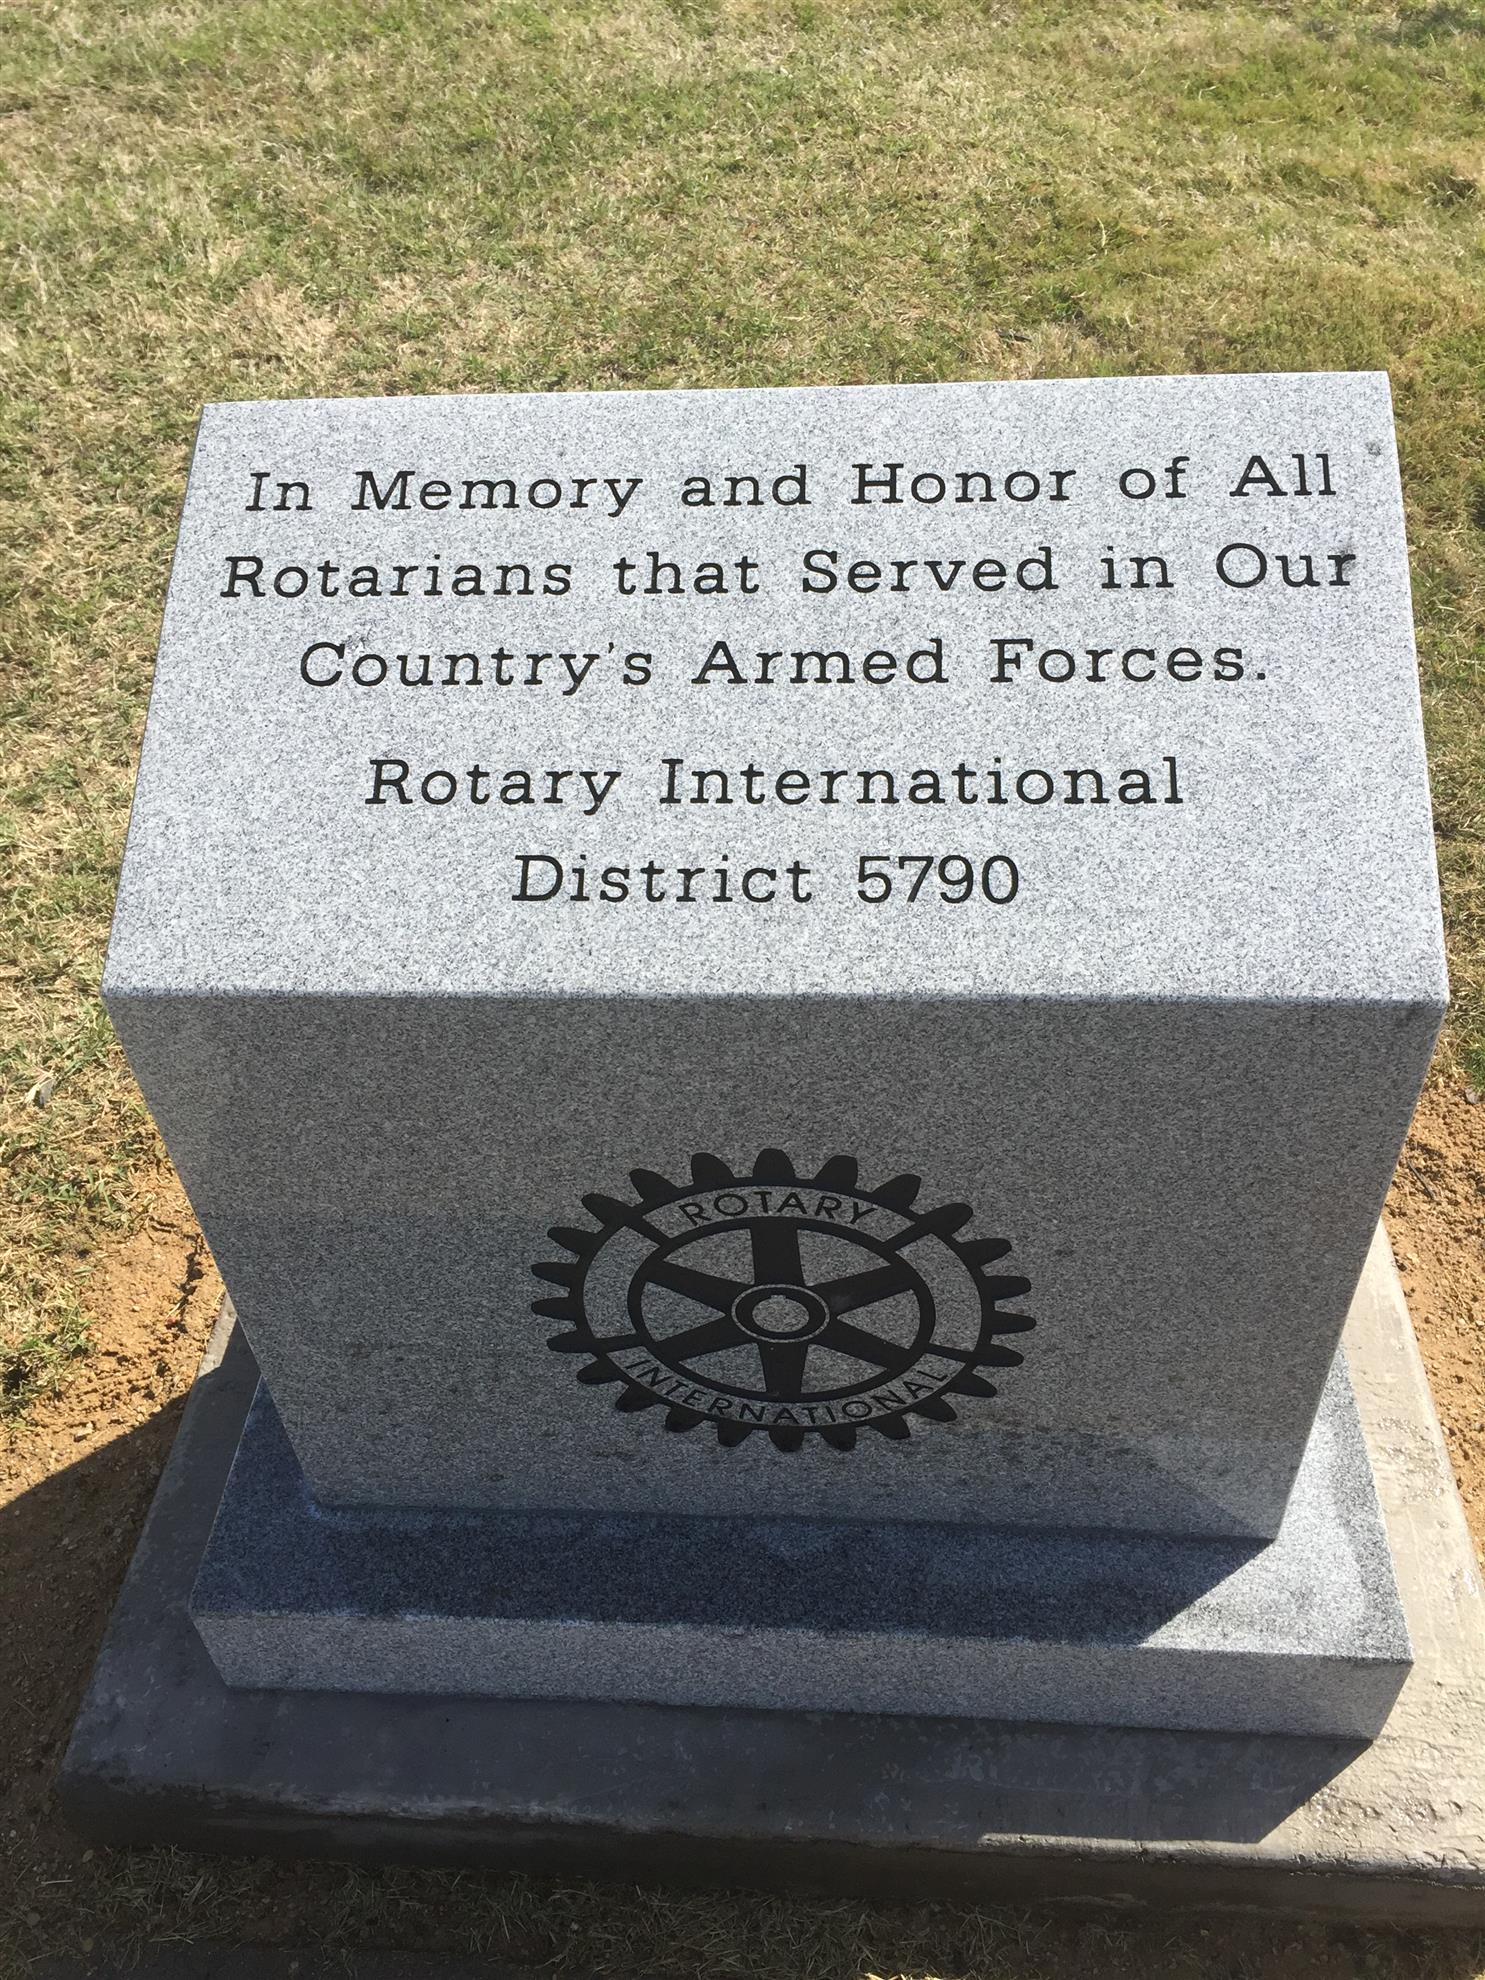 In Memory and Honor of All
Rotarians that Served in Our
Country's Armed Forces.
Rotary International
District 5790
ROTARY
INTERNATIONAL